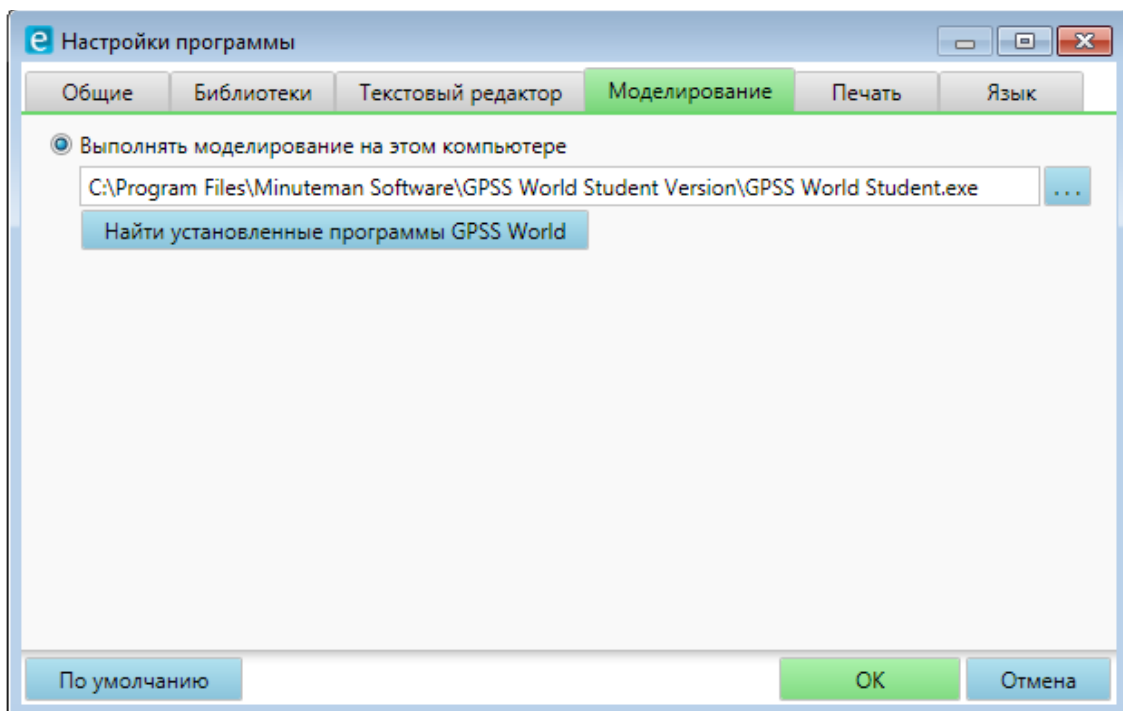 e Настройки программы
Общие Библиотеки Текстовый редактор Моделирование Печать Язык
Выполнять моделирование на этом компьютере
C:\Program Files\Minuteman Software\GPSS World Student Version\GPSS World Student.exe ...
Найти установленные программы GPSS World
По умолчанию OK Отмена